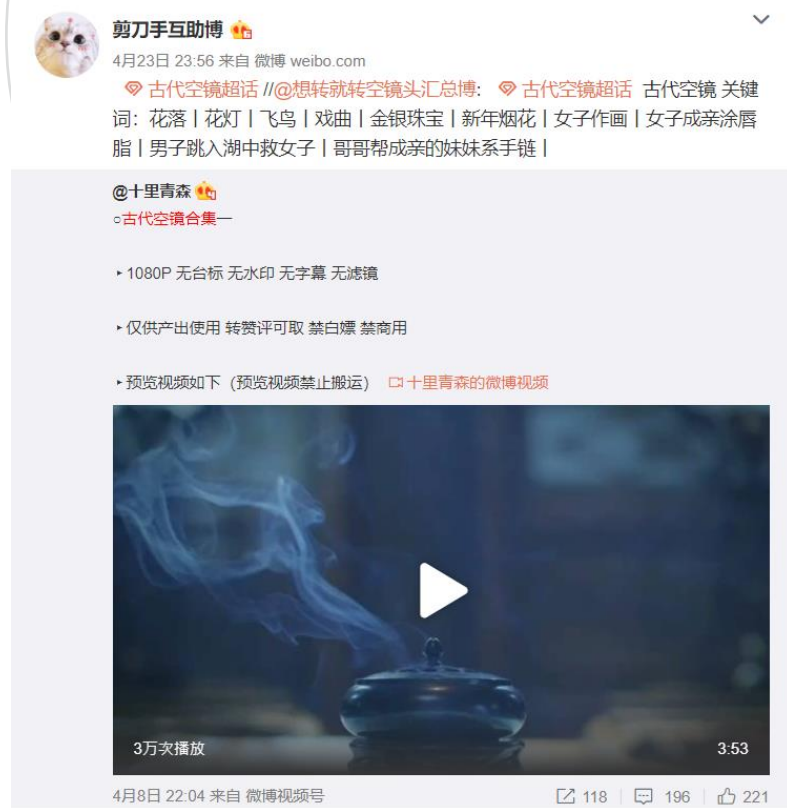 剪刀手互助博
4月23日 23:56 来自 微博 weibo.com
古代空镜超话 //@想转就转空镜头汇总博: 古代空镜超话 古代空镜 关键
词：花落丨花灯丨飞鸟丨戏曲丨金银珠宝丨新年烟花丨女子作画丨女子成亲涂唇
脂丨男子跳入湖中救女子丨哥哥帮成亲的妹妹系手链丨
@十里青森
○古代空镜合集一
▸1080P 无台标 无水印 无字幕 无滤镜
▸仅供产出使用 转赞评可取 禁白嫖 禁商用
▸预览视频如下（预览视频禁止搬运） 十里青森的微博视频
3万次播放 3:53
4月8日 22:04 来自 微博视频号 118 196 221